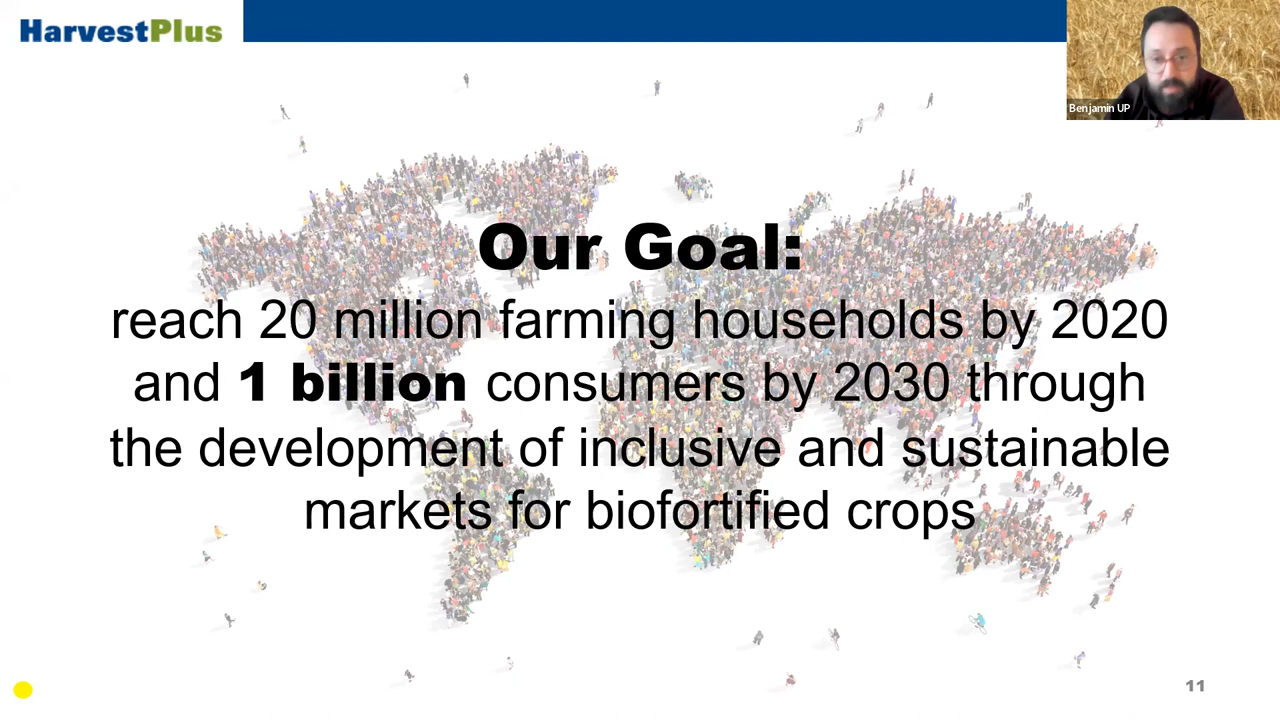 HarvestPlus
Benjamin UP
Our Goal:
reach 20 million farming households by 2020
and 1 billion consumers by 2030 through
the development of inclusive and sustainable
markets for biofortified crops
11